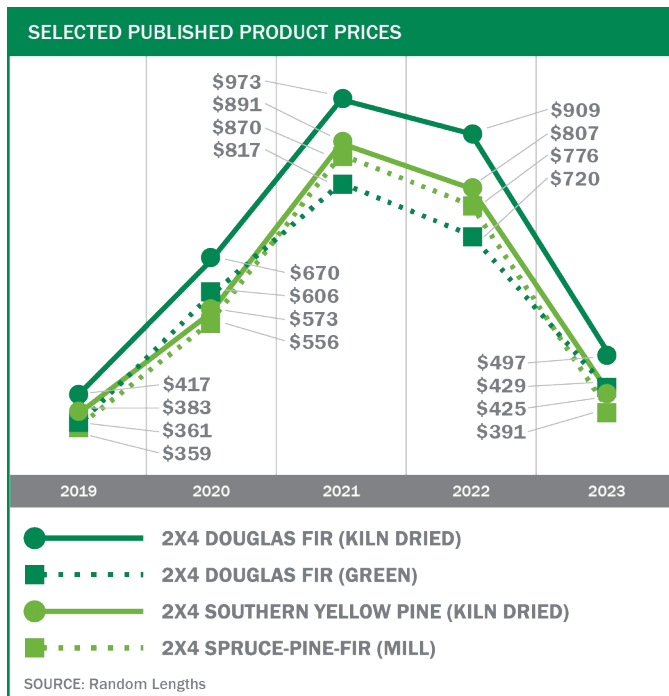 SELECTED PUBLISHED PRODUCT PRICES
$973
$891
$870
$817
$909
$807
$776
$720
$670
$606
$573
$556
$417
$383
$361
$359
$497
$429
$425
$391
2019 2020 2021 2022 2023
2X4 DOUGLAS FIR (KILN DRIED)
2X4 DOUGLAS FIR (GREEN)
2X4 SOUTHERN YELLOW PINE (KILN DRIED)
2X4 SPRUCE-PINE-FIR (MILL)
SOURCE: Random Lengths